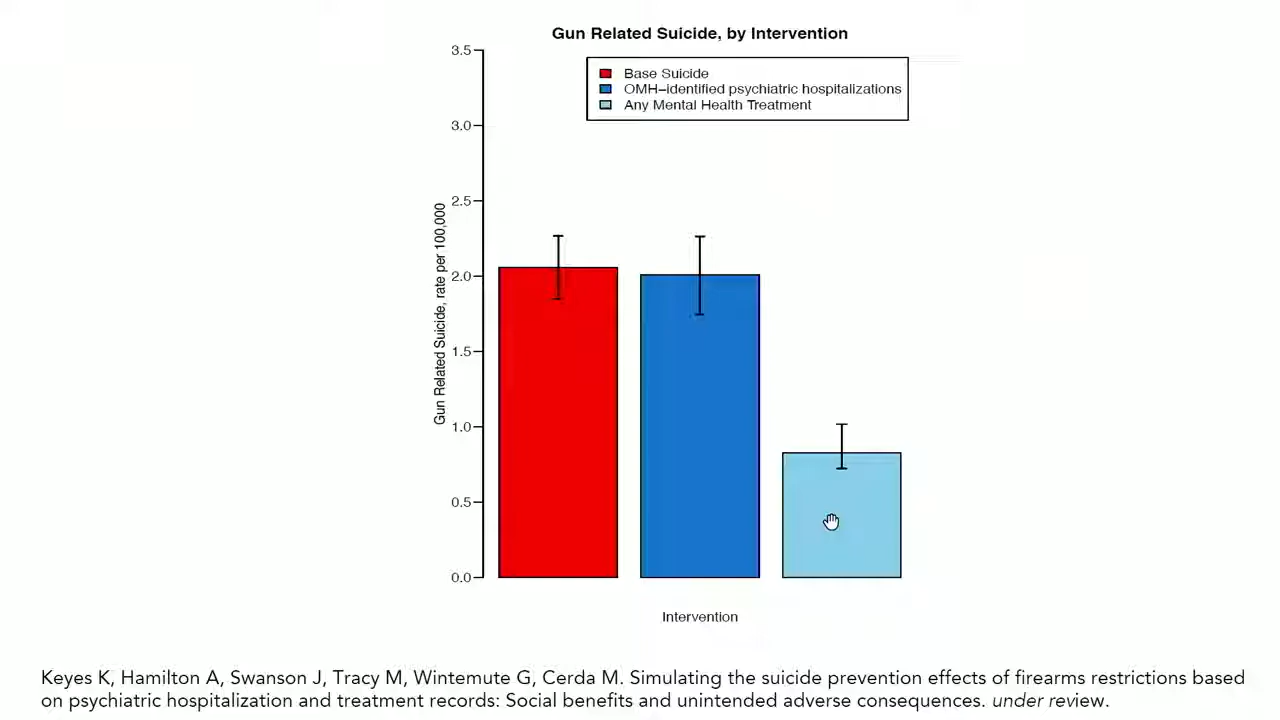 Gun Related Suicide, by Intervention
3.5
Base Suicide
OMH–identified psychiatric hospitalizations
Any Mental Health Treatment
3.0
2.5
2.0
1.5
1.0
0.5
0.0
Gun Related Suicide, rate per 100,000
Intervention
Keyes K, Hamilton A, Swanson J, Tracy M, Wintemute G, Cerda M. Simulating the suicide prevention effects of firearms restrictions based
on psychiatric hospitalization and treatment records: Social benefits and unintended adverse consequences. under review.